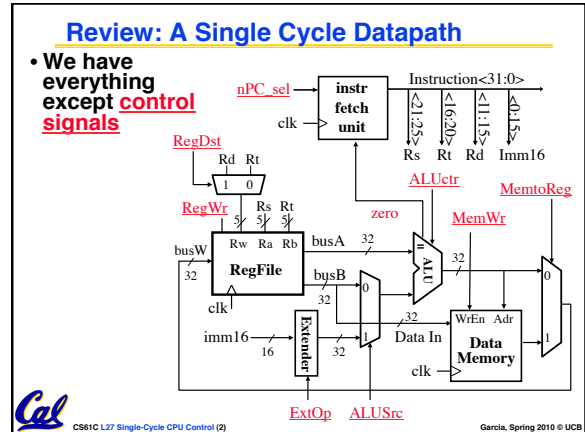 Review: A Single Cycle Datapath
• We have
everything
except control
signals
nPC_sel
instr
fetch
unit
clk
Instruction<31:0>
<21:25>
<16:20>
<11:15>
<0:15>
Rs
Rt
Rd
Imm16
RegDst
Rd Rt
1 0
RegWr
Rs Rt
5 5 5
zero
ALUctr
MemWr
MemtoReg
busW
32
Rw Ra Rb
RegFile
clk
busA
32
busB
32
=
ALU
32
0
1
0
1
imm16
16
Extender
32
32
Data In
WrEn Adr
Data
Memory
clk
ExtOp
ALUSrc
Cal
CS61C L27 Single-Cycle CPU Control (2)
Garcia, Spring 2010 © UCB